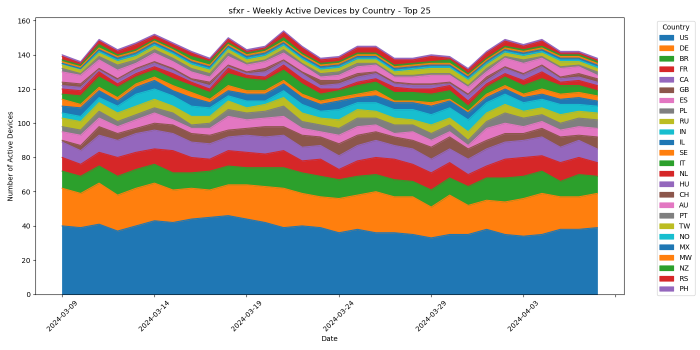 sfxr - Weekly Active Devices by Country - Top 25
160
140
120
100
80
60
40
20
0
Number of Active Devices
2024-03-09
2024-03-14
2024-03-19
2024-03-24
2024-03-29
2024-04-03
Date
Country
US
DE
BR
FR
CA
GB
ES
PL
RU
IN
IL
SE
IT
NL
HU
CH
AU
PT
TW
NO
MX
MW
NZ
RS
PH